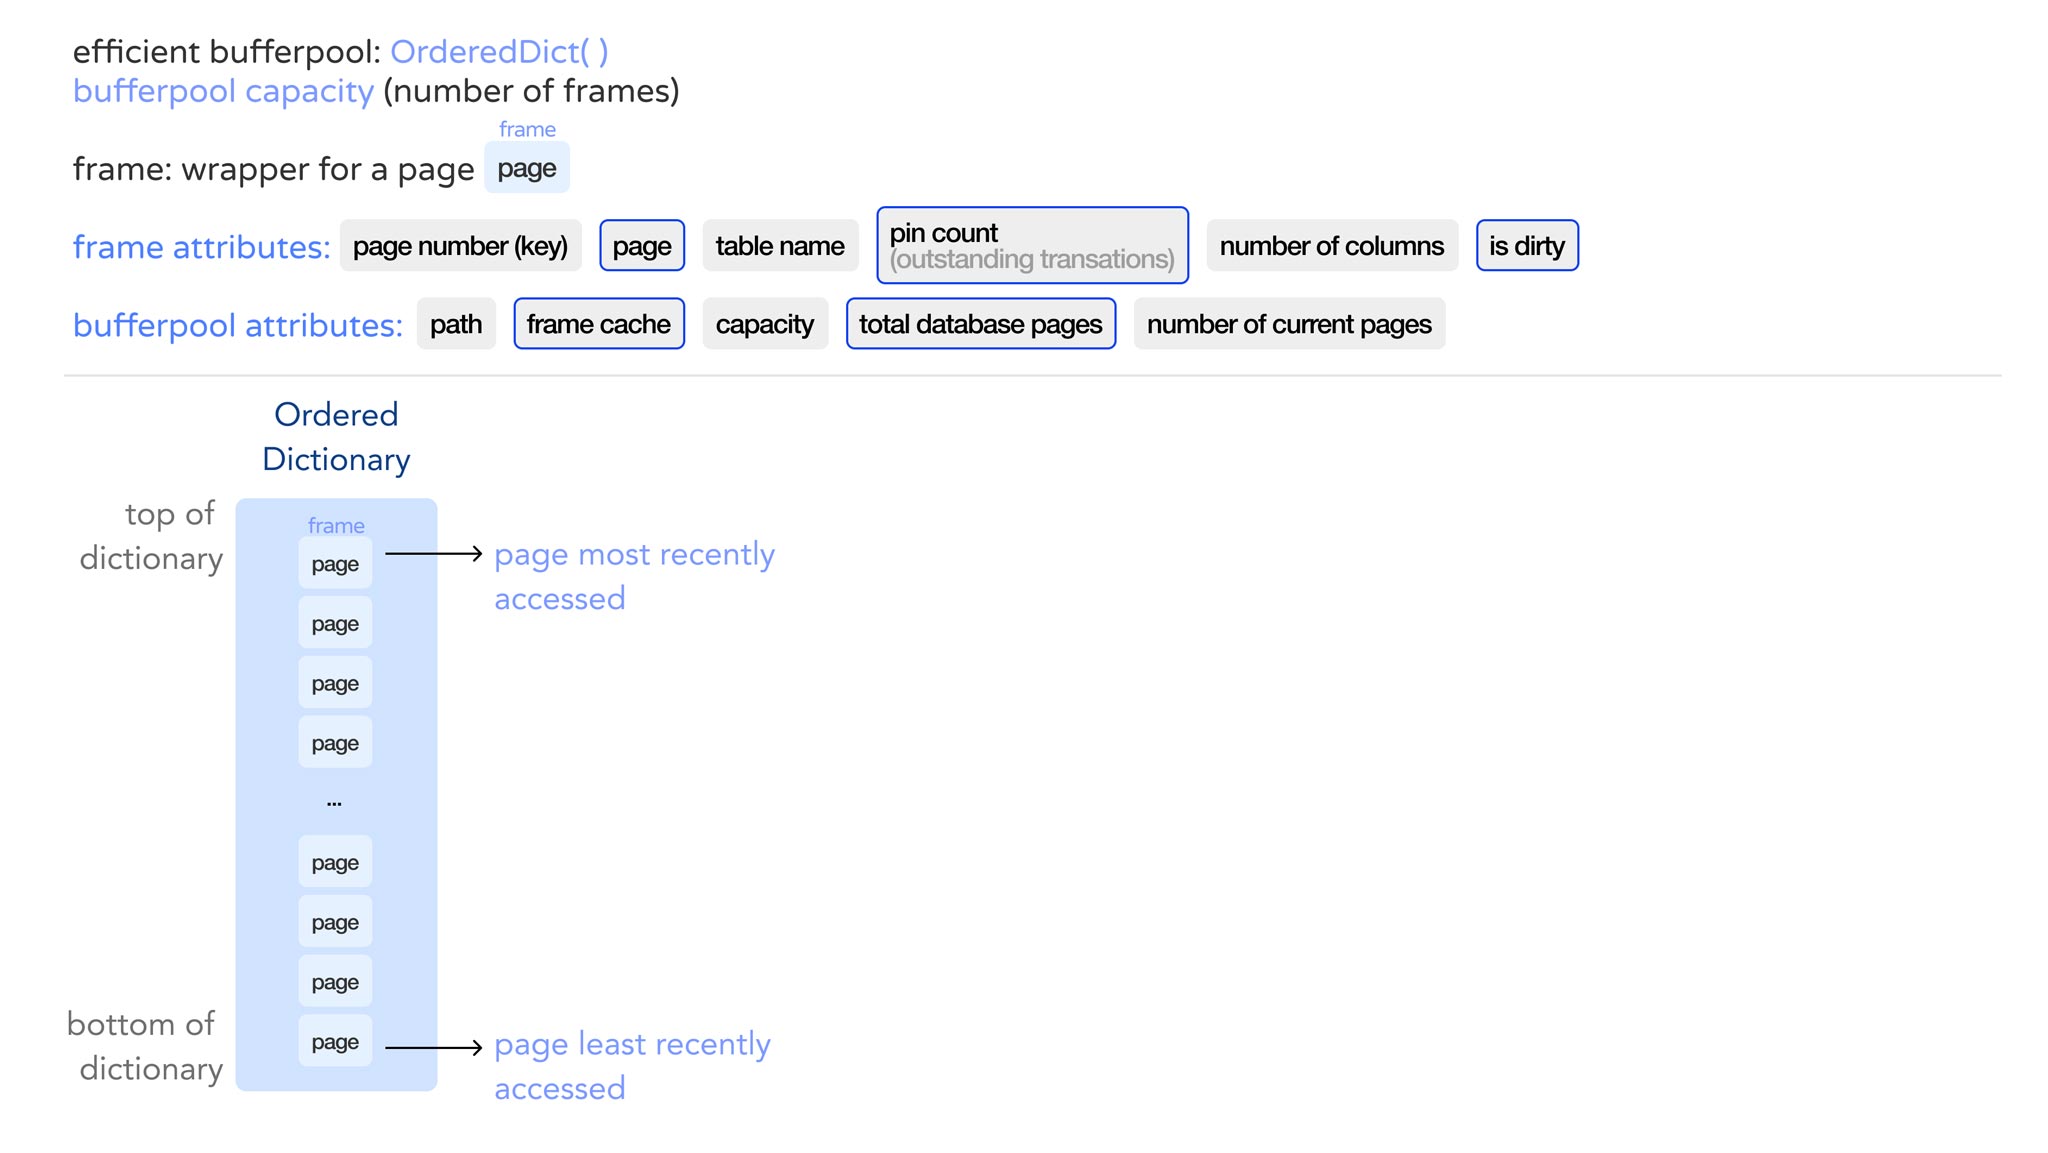 efficient bufferpool: OrderedDict( )
bufferpool capacity (number of frames)
frame
frame: wrapper for a page page
frame attributes: page number (key) page table name pin count (outstanding transations) number of columns is dirty
bufferpool attributes: path frame cache capacity total database pages number of current pages
Ordered
Dictionary
top of
dictionary
frame
page
page most recently
accessed
page
page
page
...
page
page
page
bottom of
dictionary
page
page least recently
accessed